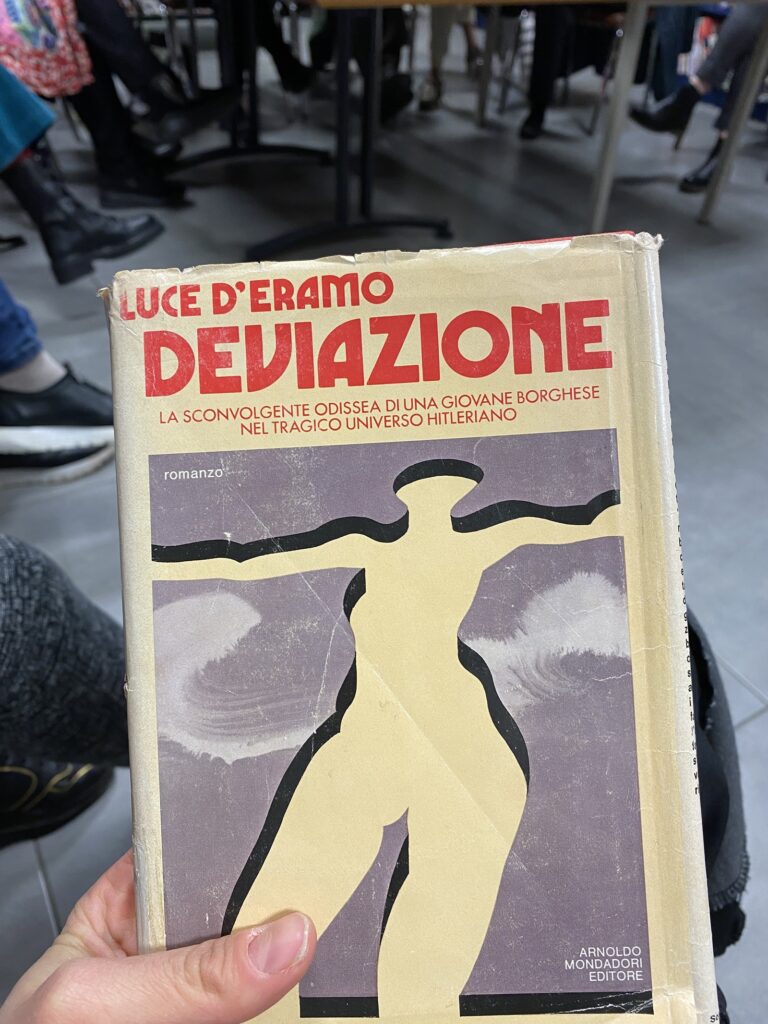 LUCE D'ERAMO
DEVIAZIONE
LA SCONVOLGENTE ODISSEA DI UNA GIOVANE BORGHESE
NEL TRAGICO UNIVERSO HITLERIANO
romanzo
ARNOLDO
MONDADORI
EDITORE